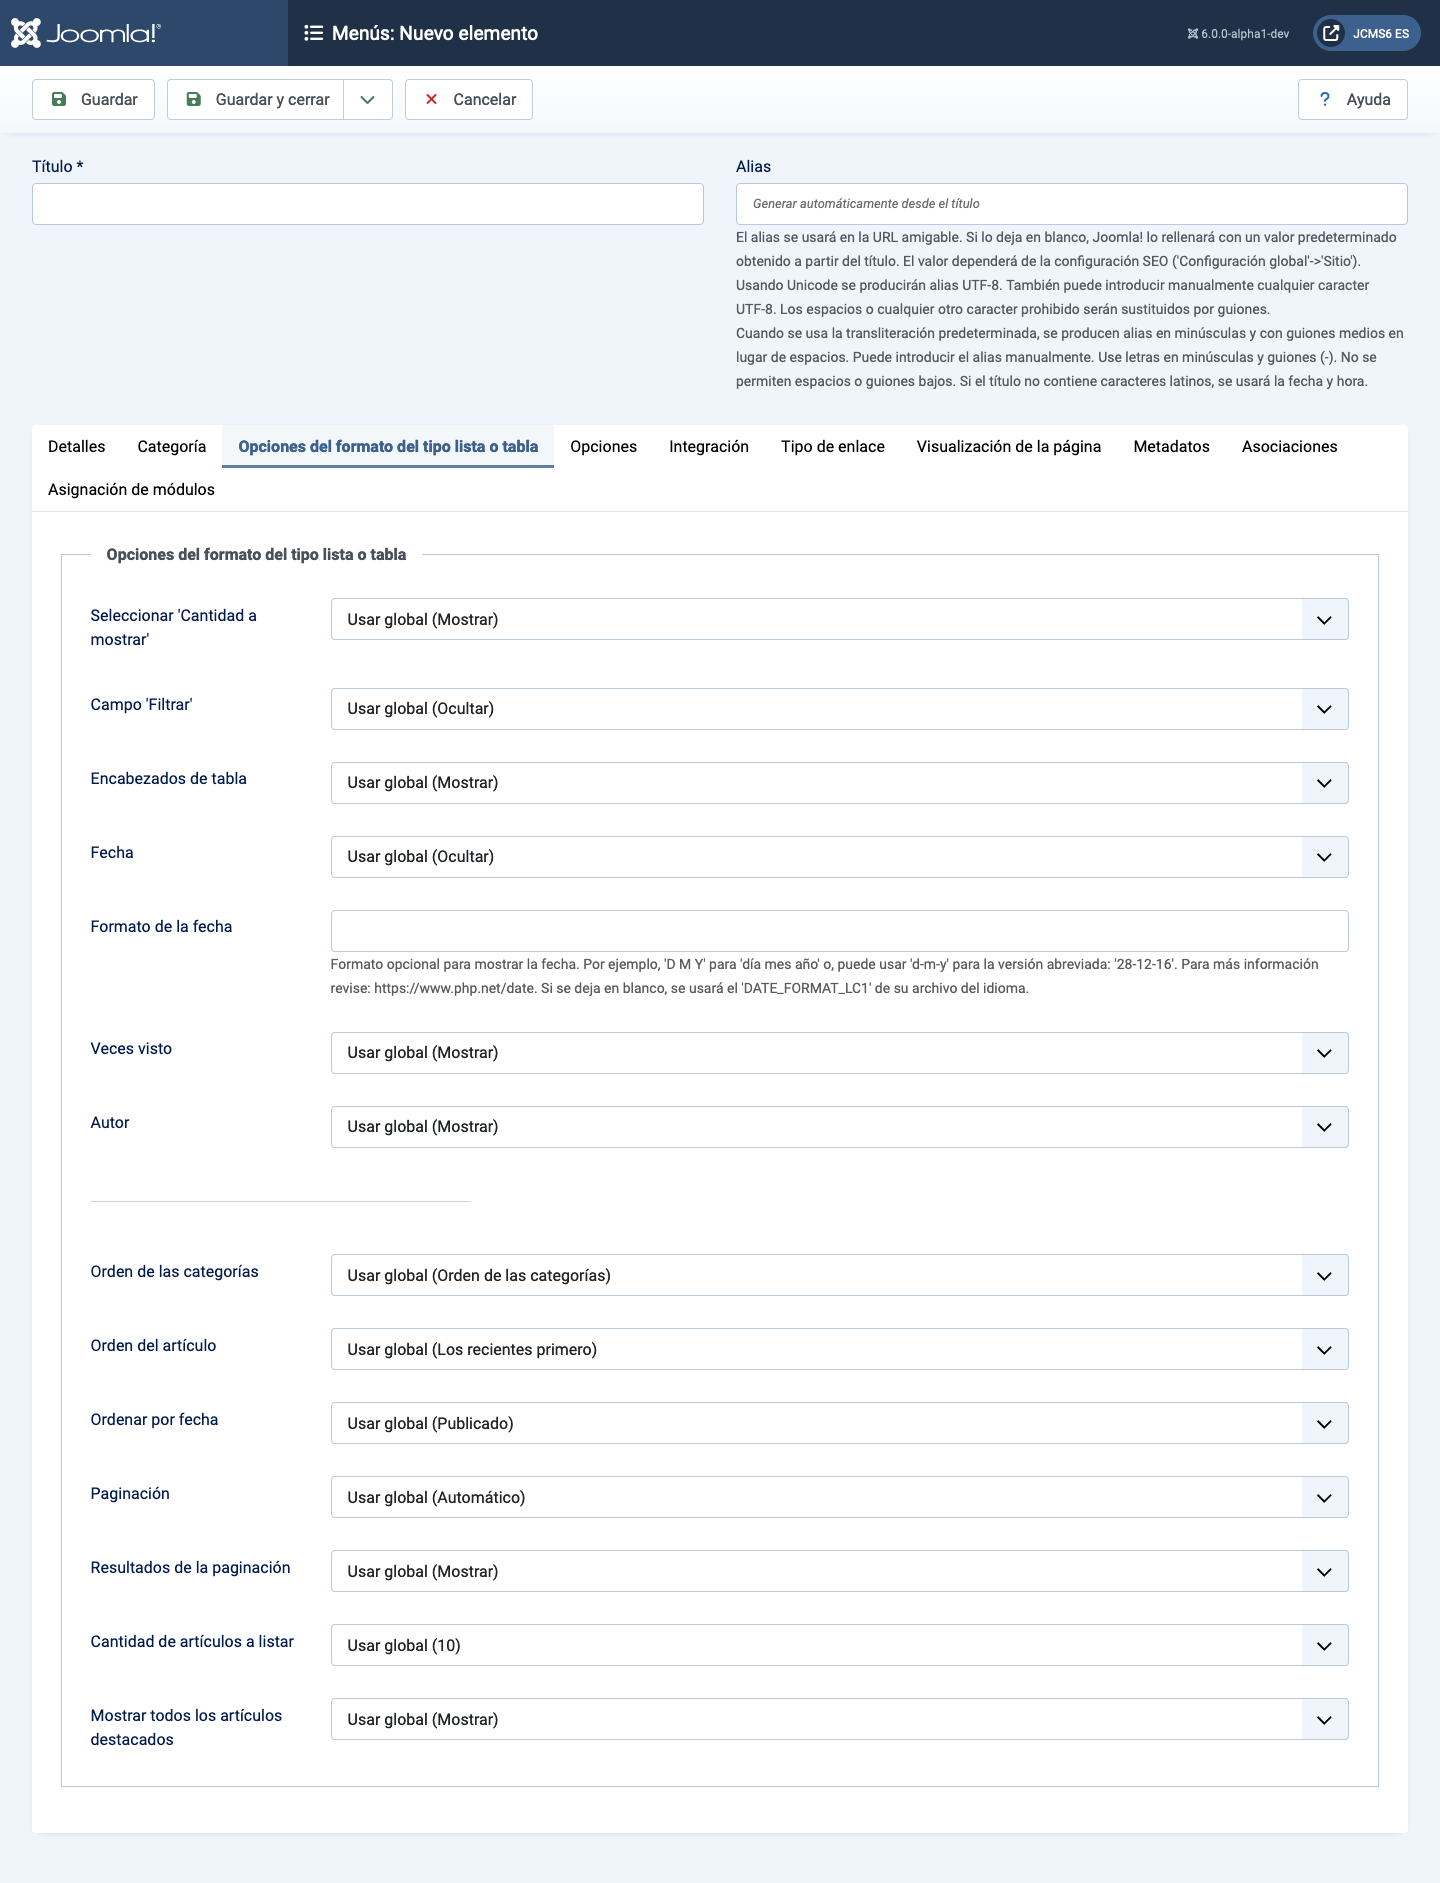 Joomla!®
Menús: Nuevo elemento
6.0.0-alpha1-dev
JCMS6 ES
Guardar
Guardar y cerrar
Cancelar
? Ayuda
Título *
Alias
Generar automáticamente desde el título
El alias se usará en la URL amigable. Si lo deja en blanco, Joomla! lo rellenará con un valor predeterminado
obtenido a partir del título. El valor dependerá de la configuración SEO ('Configuración global'->'Sitio').
Usando Unicode se producirán alias UTF-8. También puede introducir manualmente cualquier caracter
UTF-8. Los espacios o cualquier otro caracter prohibido serán sustituidos por guiones.
Cuando se usa la transliteración predeterminada, se producen alias en minúsculas y con guiones medios en
lugar de espacios. Puede introducir el alias manualmente. Use letras en minúsculas y guiones (-). No se
permiten espacios o guiones bajos. Si el título no contiene caracteres latinos, se usará la fecha y hora.
Detalles
Categoría
Opciones del formato del tipo lista o tabla
Opciones
Integración
Tipo de enlace
Visualización de la página
Metadatos
Asociaciones
Asignación de módulos
Opciones del formato del tipo lista o tabla
Seleccionar 'Cantidad a
mostrar'
Usar global (Mostrar)
Campo 'Filtrar'
Usar global (Ocultar)
Encabezados de tabla
Usar global (Mostrar)
Fecha
Usar global (Ocultar)
Formato de la fecha
Formato opcional para mostrar la fecha. Por ejemplo, 'D M Y' para 'día mes año' o, puede usar 'd-m-y' para la versión abreviada: '28-12-16'. Para más información
revise: https://www.php.net/date. Si se deja en blanco, se usará el 'DATE_FORMAT_LC1' de su archivo del idioma.
Veces visto
Usar global (Mostrar)
Autor
Usar global (Mostrar)
Orden de las categorías
Usar global (Orden de las categorías)
Orden del artículo
Usar global (Los recientes primero)
Ordenar por fecha
Usar global (Publicado)
Paginación
Usar global (Automático)
Resultados de la paginación
Usar global (Mostrar)
Cantidad de artículos a listar
Usar global (10)
Mostrar todos los artículos
destacados
Usar global (Mostrar)